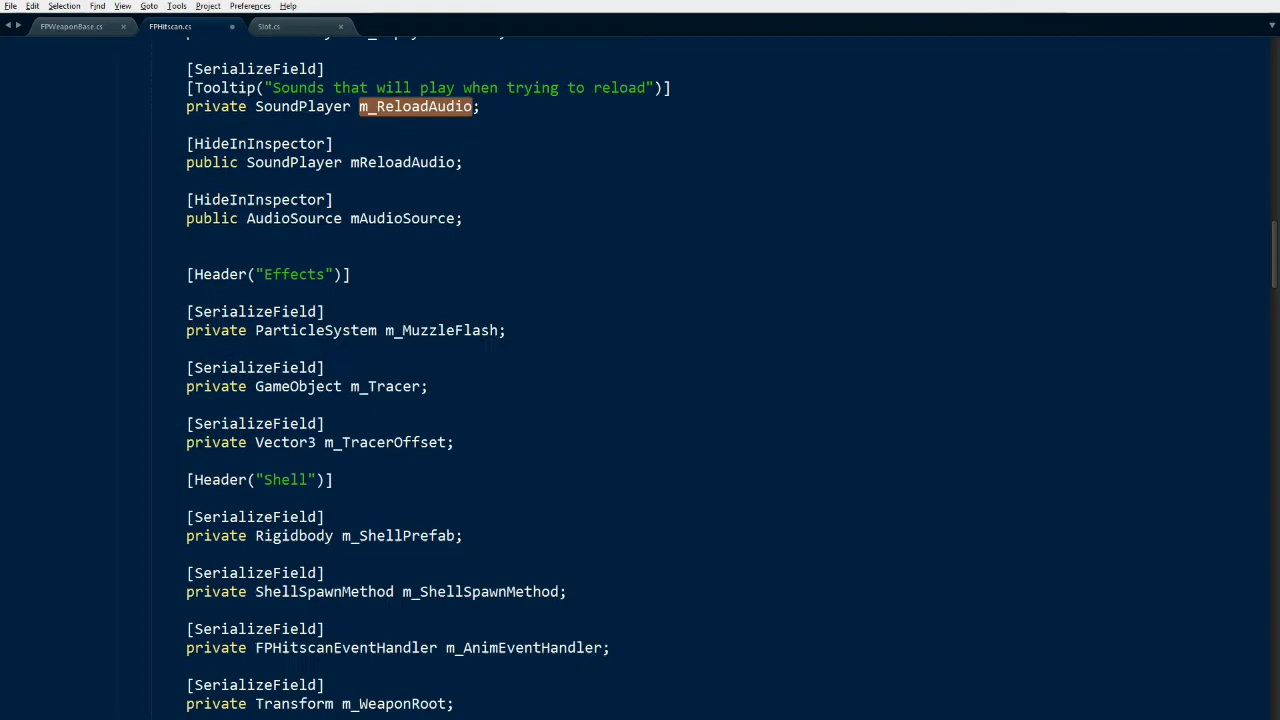 File Edit Selection Find View Goto Tools Project Preferences Help
FPWeaponBase.cs × FPHitscan.cs Slot.cs ×
[SerializeField]
[Tooltip("Sounds that will play when trying to reload")]
private SoundPlayer m_ReloadAudio;
[HideInInspector]
public SoundPlayer mReloadAudio;
[HideInInspector]
public AudioSource mAudioSource;
[Header("Effects")]
[SerializeField]
private ParticleSystem m_MuzzleFlash;
[SerializeField]
private GameObject m_Tracer;
[SerializeField]
private Vector3 m_TracerOffset;
[Header("Shell")]
[SerializeField]
private Rigidbody m_ShellPrefab;
[SerializeField]
private ShellSpawnMethod m_ShellSpawnMethod;
[SerializeField]
private FPHitscanEventHandler m_AnimEventHandler;
[SerializeField]
private Transform m_WeaponRoot;